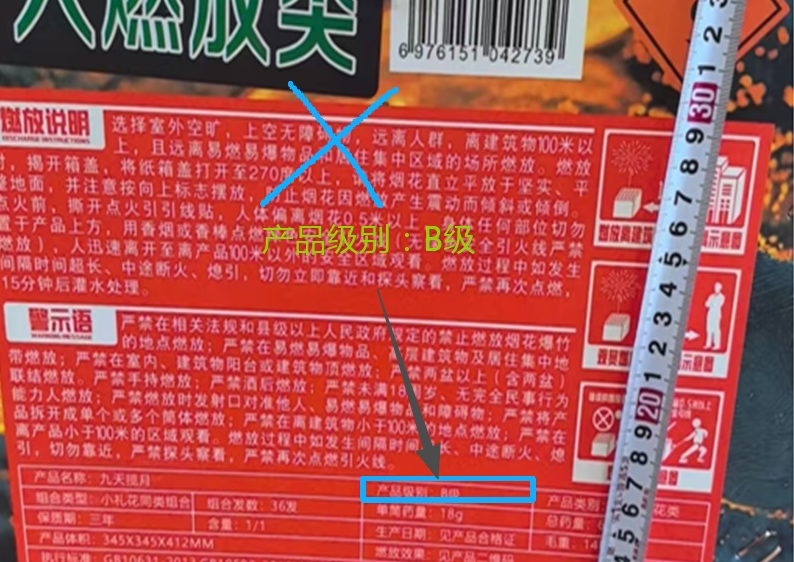 人燃放类
6 976151 042739
燃放说明
DISCHARGE INSTRUCTIONS
选择室外空旷，上空无障碍，远离人群，离建筑物100米以
上，且远离易燃易爆物品和居住集中区域的场所燃放。燃放
时，揭开箱盖，将纸箱盖打开至270度以上，请将烟花直立平放于坚实、平
整地面，并注意按向上标志摆放，防止烟花因燃放产生震动而倾斜或倾倒。
点火前，撕开点火引引线贴，人体偏离烟花0.5米以上
任何部位切勿
置于产品上方，用香烟或香棒点
安全引火线
燃放），人迅速离开至离产品100米以外
观看。燃放过程中如发生
间隔时间超长、中途断火、熄引，切勿立即靠近和探头察看，严禁再次点燃，
15分钟后灌水处理。
产品级别：B级
警示语
WARNING MESSAGE
严禁在相关法规和县级以上人民政府规定的禁止燃放烟花爆竹
的地点燃放；严禁在易燃易爆物品、高层建筑物及居住集中地
带燃放；严禁在室内、建筑物阳台或建筑物顶燃放；严禁两盆以上（含两盆）
联结燃放。严禁手持燃放；严禁酒后燃放；严禁未满18周岁、无完全民事行为
能力人燃放；严禁燃放时发射口对准他人、易燃易爆物品和障碍物；严禁将产
品拆开成单个或多个筒体燃放；严禁在离建筑物小于100米的地点燃放；严禁在
离产品小于100米的区域观看。燃放过程中如发生间隔时间超长、中途断火、熄
引，切勿靠近，严禁探头察看，严禁再次点燃引火线。
产品名称：九天揽月
产品级别：B级
产品类别
花类
组合类型：小礼花同类组合
组合发数：36发
单筒药量：18g
总药量：6
保质期：三年
含量：1/1
生产日期：见产品合格证
毛重：14
产品体积：345X345X412MM
燃放效果：见产品二维码
执行标准：GB10631-2013